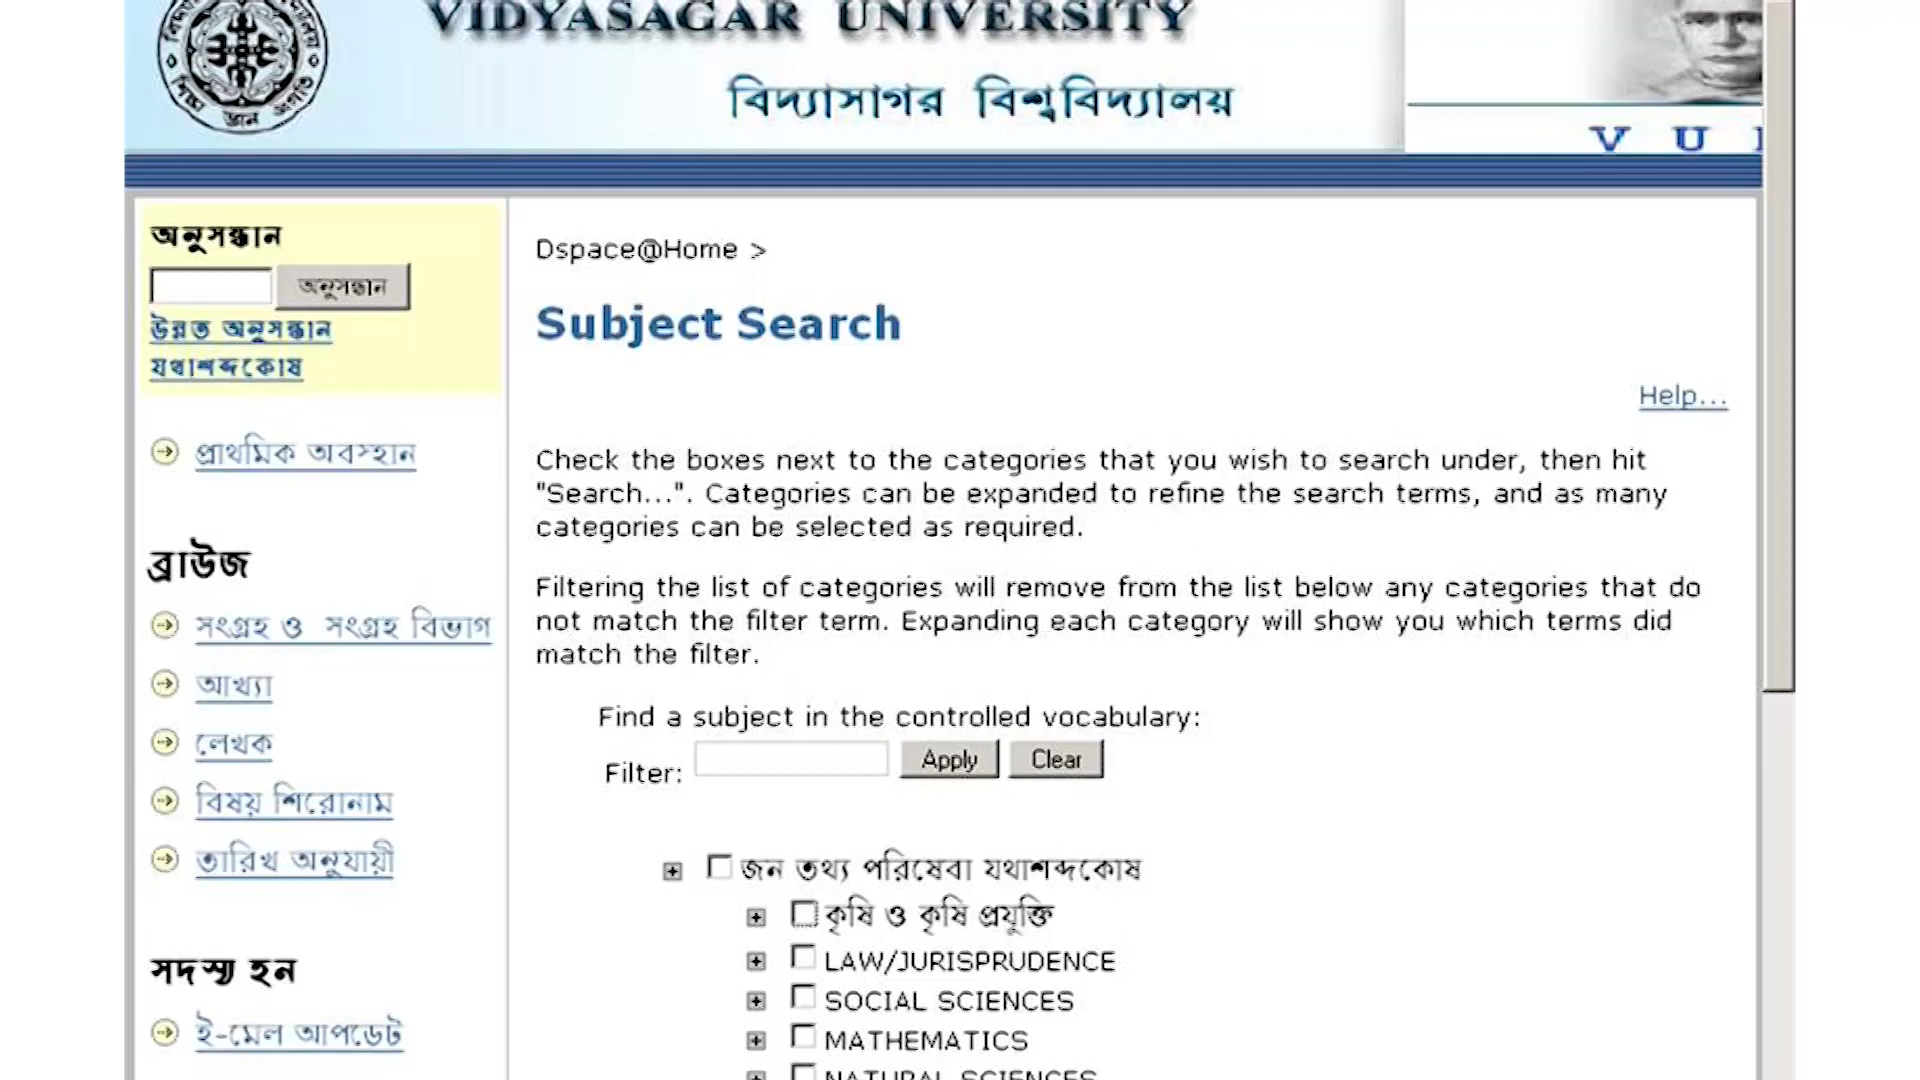 VIDYASAGAR UNIVERSITY
বিদ্যাসাগর বিশ্ববিদ্যালয়
V U
অনুসন্ধান
অনুসন্ধান
উন্নত অনুসন্ধান
যথাশব্দকোষ
প্রাথমিক অবস্থান
ব্রাউজ
সংগ্রহ ও সংগ্রহ বিভাগ
আখ্যা
লেখক
বিষয় শিরোনাম
তারিখ অনুযায়ী
সদস্য হন
ই-মেল আপডেট
Dspace@Home >
Subject Search
Help...
Check the boxes next to the categories that you wish to search under, then hit
"Search...". Categories can be expanded to refine the search terms, and as many
categories can be selected as required.
Filtering the list of categories will remove from the list below any categories that do
not match the filter term. Expanding each category will show you which terms did
match the filter.
Find a subject in the controlled vocabulary:
Filter: Apply Clear
জন তথ্য পরিষেবা যথাশব্দকোষ
কৃষি ও কৃষি প্রযুক্তি
LAW/JURISPRUDENCE
SOCIAL SCIENCES
MATHEMATICS
NATURAL SCIENCES